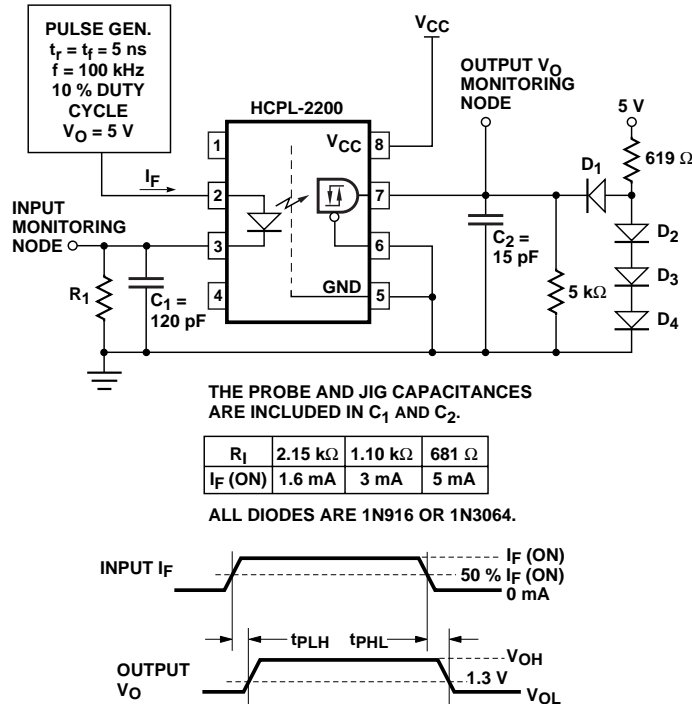 PULSE GEN.
tr = tf = 5 ns
f = 100 kHz
10 % DUTY
CYCLE
VO = 5 V
VCC
OUTPUT VO
MONITORING
NODE
HCPL-2200
5 V
619 Ω
1
VCC
8
D1
IF
2
7
D2
INPUT
MONITORING
NODE
3
6
C2 =
15 pF
D3
R1
C1 =
120 pF
4
GND
5
5 kΩ
D4
THE PROBE AND JIG CAPACITANCES
ARE INCLUDED IN C1 AND C2.
RI 2.15 kΩ 1.10 kΩ 681 Ω
IF (ON) 1.6 mA 3 mA 5 mA
ALL DIODES ARE 1N916 OR 1N3064.
INPUT IF
IF (ON)
50 % IF (ON)
0 mA
tPLH
tPHL
OUTPUT
VO
VOH
1.3 V
VOL